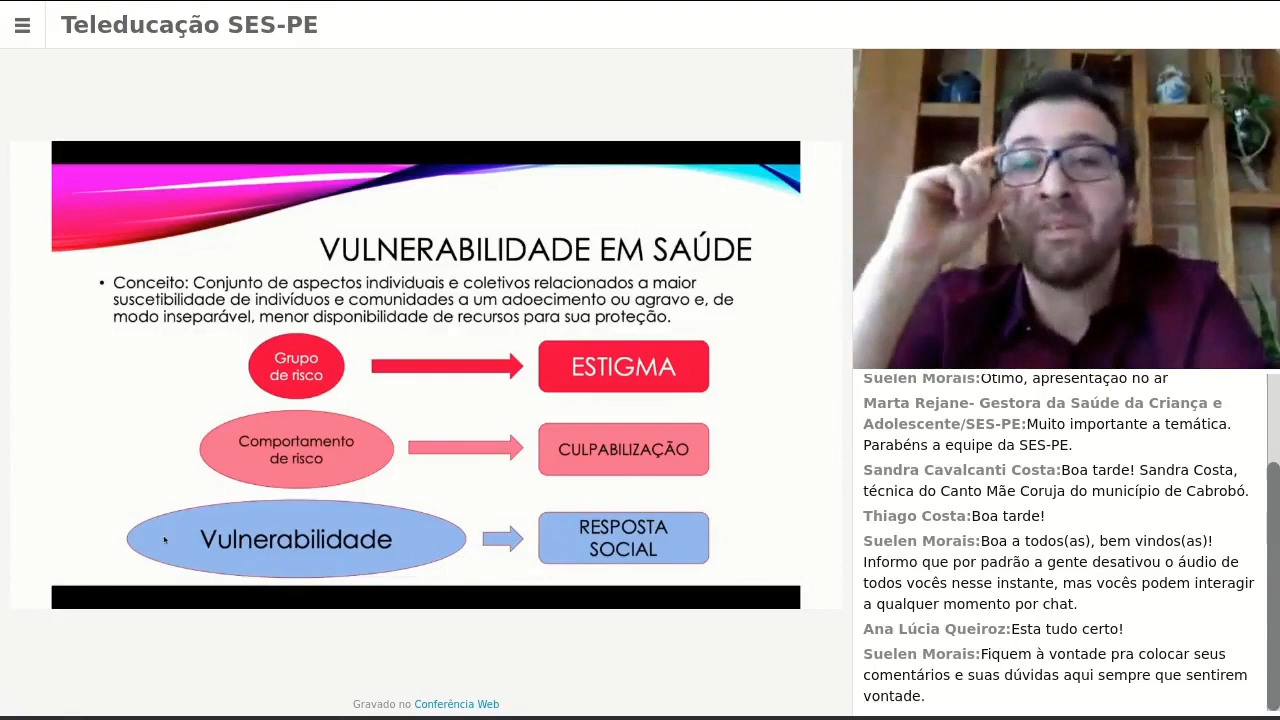 Teleducação SES-PE
VULNERABILIDADE EM SAÚDE
• Conceito: Conjunto de aspectos individuais e coletivos relacionados a maior
suscetibilidade de indivíduos e comunidades a um adoecimento ou agravo e, de
modo inseparável, menor disponibilidade de recursos para sua proteção.
Grupo
de risco
ESTIGMA
Comportamento
de risco
CULPABILIZAÇÃO
Vulnerabilidade
RESPOSTA
SOCIAL
Gravado no Conferência Web
Suelen Morais:Ótimo, apresentação no ar
Marta Rejane- Gestora da Saúde da Criança e
Adolescente/SES-PE:Muito importante a temática.
Parabéns a equipe da SES-PE.
Sandra Cavalcanti Costa:Boa tarde! Sandra Costa,
técnica do Canto Mãe Coruja do município de Cabrobó.
Thiago Costa:Boa tarde!
Suelen Morais:Boa a todos(as), bem vindos(as)!
Informo que por padrão a gente desativou o áudio de
todos vocês nesse instante, mas vocês podem interagir
a qualquer momento por chat.
Ana Lúcia Queiroz:Esta tudo certo!
Suelen Morais:Fiquem à vontade pra colocar seus
comentários e suas dúvidas aqui sempre que sentirem
vontade.